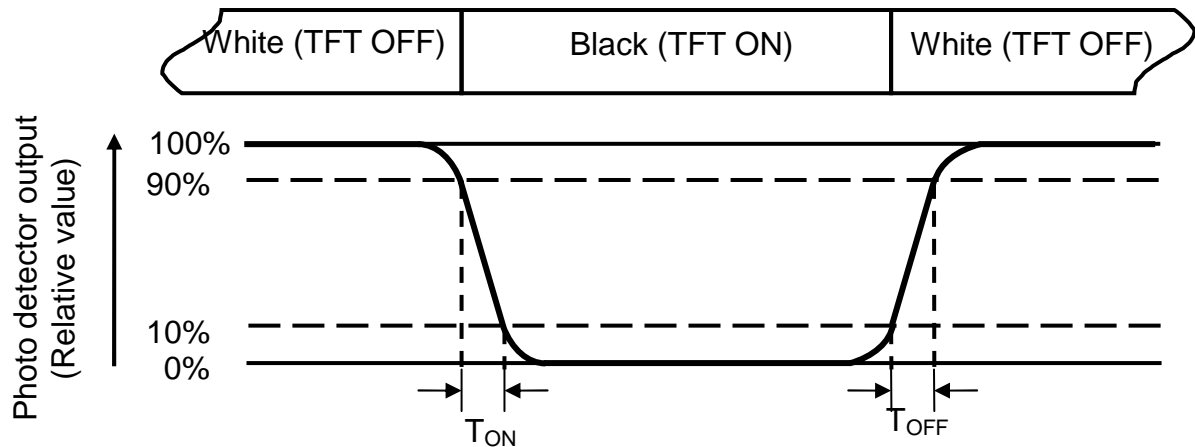 White (TFT OFF)
Black (TFT ON)
White (TFT OFF)
Photo detector output
(Relative value)
100%
90%
10%
0%
TON
TOFF